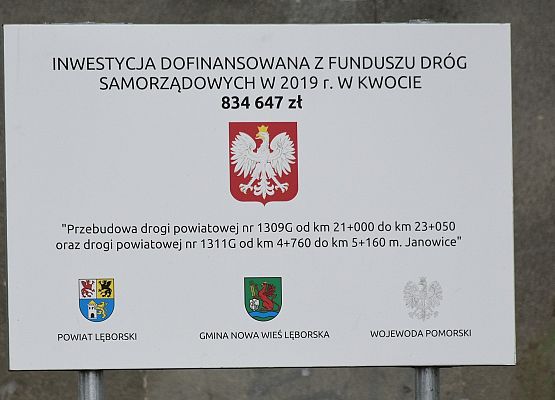 INWESTYCJA DOFINANSOWANA Z FUNDUSZU DRÓG
SAMORZĄDOWYCH W 2019 r. W KWOCIE
834 647 zł
"Przebudowa drogi powiatowej nr 1309G od km 21+000 do km 23+050
oraz drogi powiatowej nr 1311G od km 4+760 do km 5+160 m. Janowice"
POWIAT LĘBORSKI
GMINA NOWA WIEŚ LĘBORSKA
WOJEWODA POMORSKI